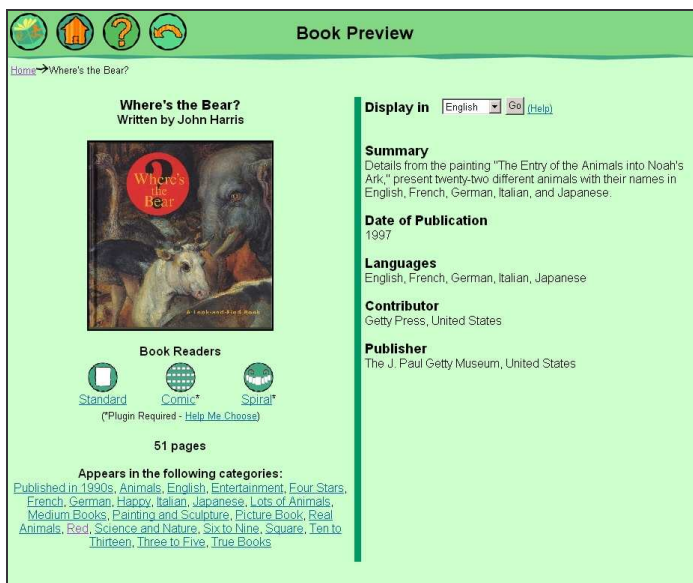 Book Preview
Home→Where's the Bear?
Where's the Bear?
Written by John Harris
Where's
the
Bear
A Look-and-Find Book
Book Readers
Standard Comic* Spiral*
(*Plugin Required - Help Me Choose)
51 pages
Appears in the following categories:
Published in 1990s, Animals, English, Entertainment, Four Stars,
French, German, Happy, Italian, Japanese, Lots of Animals,
Medium Books, Painting and Sculpture, Picture Book, Real
Animals, Red, Science and Nature, Six to Nine, Square, Ten to
Thirteen, Three to Five, True Books
Display in English Go (Help)
Summary
Details from the painting "The Entry of the Animals into Noah's
Ark," present twenty-two different animals with their names in
English, French, German, Italian, and Japanese.
Date of Publication
1997
Languages
English, French, German, Italian, Japanese
Contributor
Getty Press, United States
Publisher
The J. Paul Getty Museum, United States